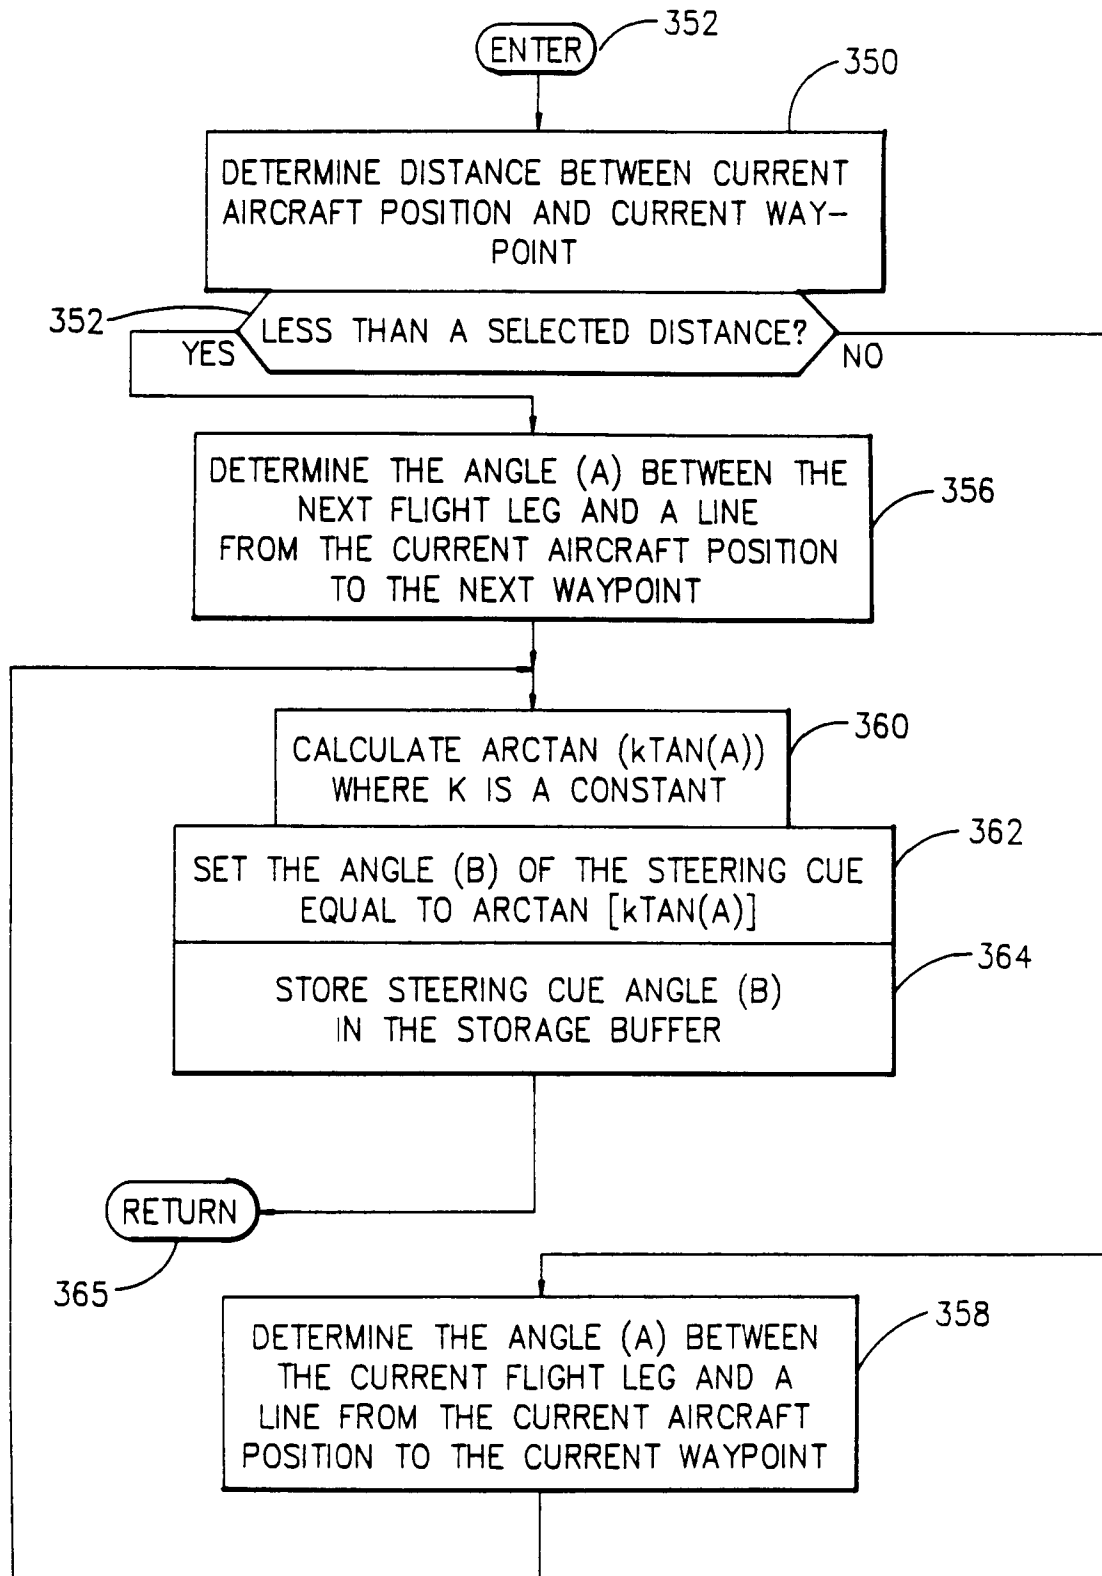 ENTER
352
350
DETERMINE DISTANCE BETWEEN CURRENT
AIRCRAFT POSITION AND CURRENT WAY-
POINT
352
LESS THAN A SELECTED DISTANCE?
YES
NO
DETERMINE THE ANGLE (A) BETWEEN THE
NEXT FLIGHT LEG AND A LINE
FROM THE CURRENT AIRCRAFT POSITION
TO THE NEXT WAYPOINT
356
CALCULATE ARCTAN (kTAN(A))
WHERE K IS A CONSTANT
360
SET THE ANGLE (B) OF THE STEERING CUE
EQUAL TO ARCTAN [kTAN(A)]
362
STORE STEERING CUE ANGLE (B)
IN THE STORAGE BUFFER
364
RETURN
365
DETERMINE THE ANGLE (A) BETWEEN
THE CURRENT FLIGHT LEG AND A
LINE FROM THE CURRENT AIRCRAFT
POSITION TO THE CURRENT WAYPOINT
358